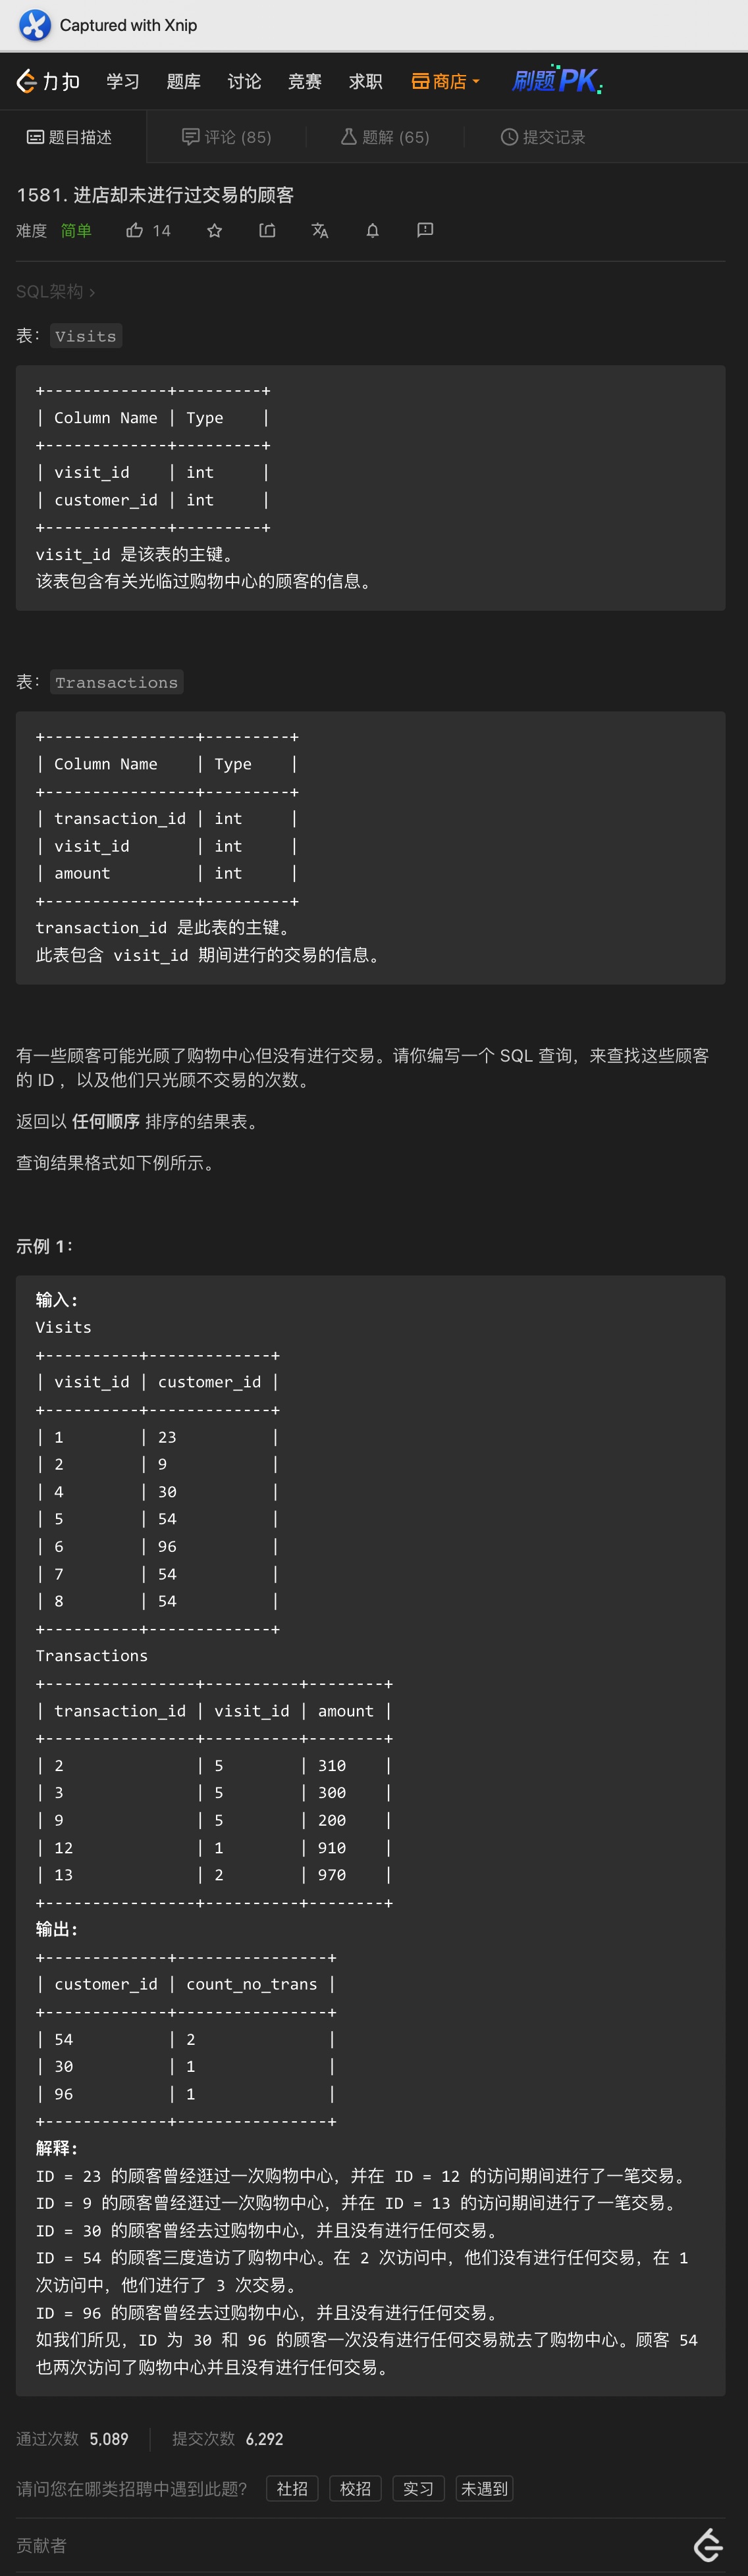 Captured with Xnip
力扣 学习 题库 讨论 竞赛 求职 商店 刷题PK
题目描述 评论 (85) 题解 (65) 提交记录
1581. 进店却未进行过交易的顾客
难度 简单 14
SQL架构 >
表： Visits
+-------------+---------+
| Column Name | Type    |
+-------------+---------+
| visit_id    | int     |
| customer_id | int     |
+-------------+---------+
visit_id 是该表的主键。
该表包含有关光临过购物中心的顾客的信息。
表： Transactions
+----------------+---------+
| Column Name    | Type    |
+----------------+---------+
| transaction_id | int     |
| visit_id       | int     |
| amount         | int     |
+----------------+---------+
transaction_id 是此表的主键。
此表包含 visit_id 期间进行的交易的信息。
有一些顾客可能光顾了购物中心但没有进行交易。请你编写一个 SQL 查询，来查找这些顾客
的 ID ，以及他们只光顾不交易的次数。
返回以 任何顺序 排序的结果表。
查询结果格式如下例所示。
示例 1：
输入:
Visits
+----------+-------------+
| visit_id | customer_id |
+----------+-------------+
| 1        | 23          |
| 2        | 9           |
| 4        | 30          |
| 5        | 54          |
| 6        | 96          |
| 7        | 54          |
| 8        | 54          |
+----------+-------------+
Transactions
+----------------+----------+--------+
| transaction_id | visit_id | amount |
+----------------+----------+--------+
| 2              | 5        | 310    |
| 3              | 5        | 300    |
| 9              | 5        | 200    |
| 12             | 1        | 910    |
| 13             | 2        | 970    |
+----------------+----------+--------+
输出:
+-------------+----------------+
| customer_id | count_no_trans |
+-------------+----------------+
| 54          | 2              |
| 30          | 1              |
| 96          | 1              |
+-------------+----------------+
解释:
ID = 23 的顾客曾经逛过一次购物中心，并在 ID = 12 的访问期间进行了一笔交易。
ID = 9 的顾客曾经逛过一次购物中心，并在 ID = 13 的访问期间进行了一笔交易。
ID = 30 的顾客曾经去过购物中心，并且没有进行任何交易。
ID = 54 的顾客三度造访了购物中心。在 2 次访问中，他们没有进行任何交易，在 1
次访问中，他们进行了 3 次交易。
ID = 96 的顾客曾经去过购物中心，并且没有进行任何交易。
如我们所见，ID 为 30 和 96 的顾客一次没有进行任何交易就去了购物中心。顾客 54
也两次访问了购物中心并且没有进行任何交易。
通过次数 5,089 提交次数 6,292
请问您在哪类招聘中遇到此题？ 社招 校招 实习 未遇到
贡献者